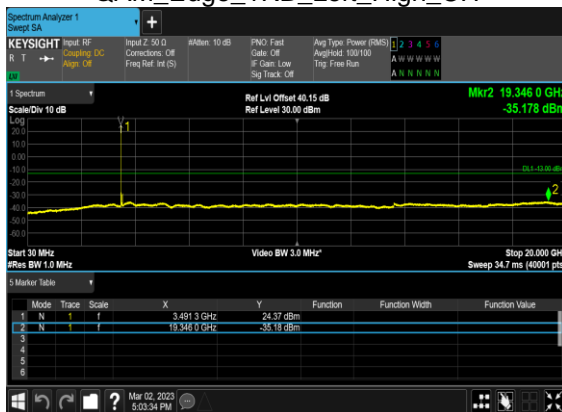 Spectrum Analyzer 1
Swept SA
+
KEYSIGHT Input: RF Input Z: 50 Ω #Atten: 10 dB PNO: Fast Avg Type: Power (RMS) 1 2 3 4 5 6
R T Coupling: DC Corrections: Off Gate: Off Avg|Hold: 100/100 A W W W W W
Align: Off Freq Ref: Int (S) IF Gain: Low Trig: Free Run
Sig Track: Off A N N N N N
LXI
1 Spectrum Ref Lvl Offset 40.15 dB Mkr2 19.346 0 GHz
Scale/Div 10 dB Ref Level 30.00 dBm -35.178 dBm
Log
20.0
10.0
0.00
-10.0
-20.0
-30.0
-40.0
-50.0
-60.0
1
DL1 -13.00 dB
2
Start 30 MHz Video BW 3.0 MHz* Stop 20.000 GH
#Res BW 1.0 MHz Sweep 34.7 ms (40001 pts
5 Marker Table
Mode Trace Scale X Y Function Function Width Function Value
1 N 1 f 3.491 3 GHz 24.37 dBm
2 N 1 f 19.346 0 GHz -35.18 dBm
3
4
5
6
? Mar 02, 2023
5:03:34 PM